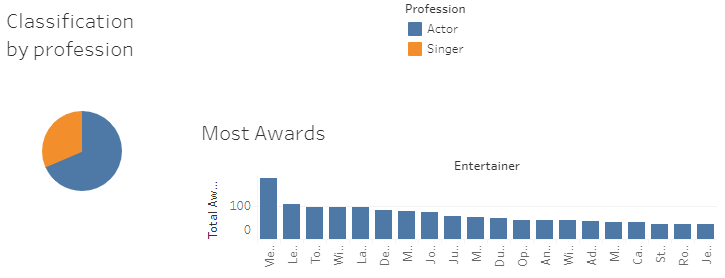 Classification
by profession
Profession
Actor
Singer
Most Awards
Entertainer
Total Aw...
100
0
Me..
Le..
To..
Wi..
La..
De..
M..
Jo..
Ju..
M..
Du..
Op..
An..
Wi..
Ad..
M..
Ca..
St..
Ro..
Je..